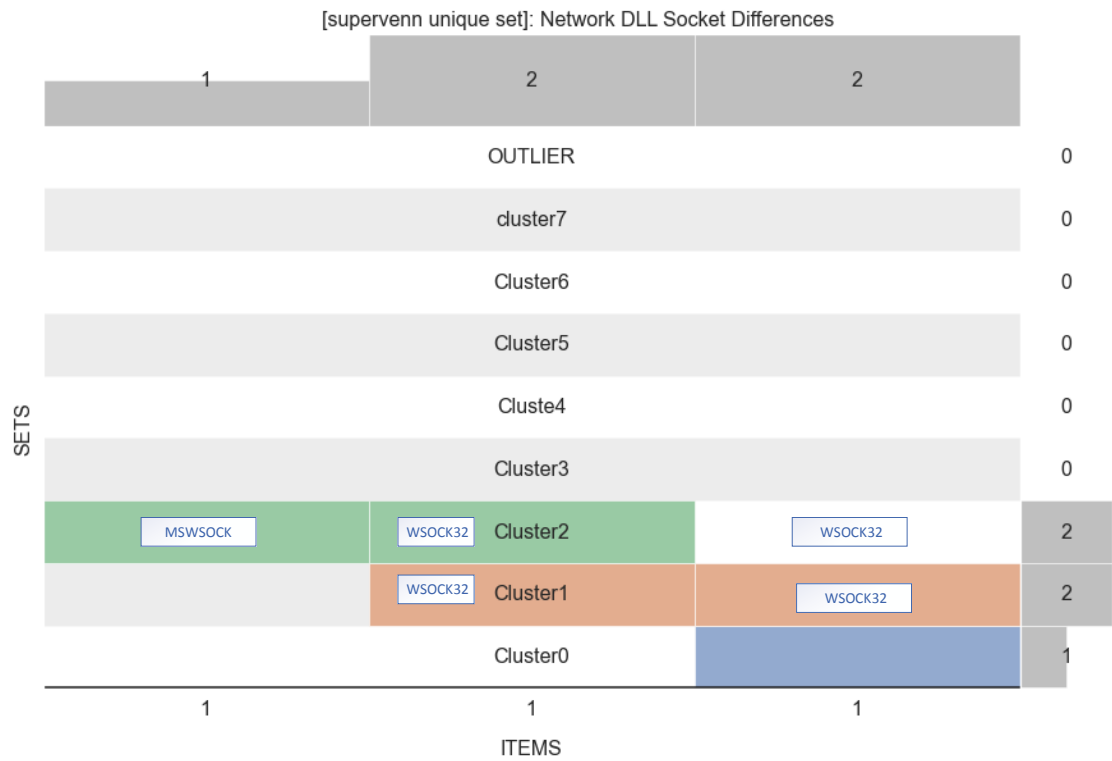 [supervenn unique set]: Network DLL Socket Differences
1 2 2
OUTLIER 0
cluster7 0
Cluster6 0
Cluster5 0
Cluste4 0
Cluster3 0
MSWSOCK WSOCK32 Cluster2 WSOCK32 2
WSOCK32 Cluster1 WSOCK32 2
Cluster0 1
SETS
1 1 1
ITEMS